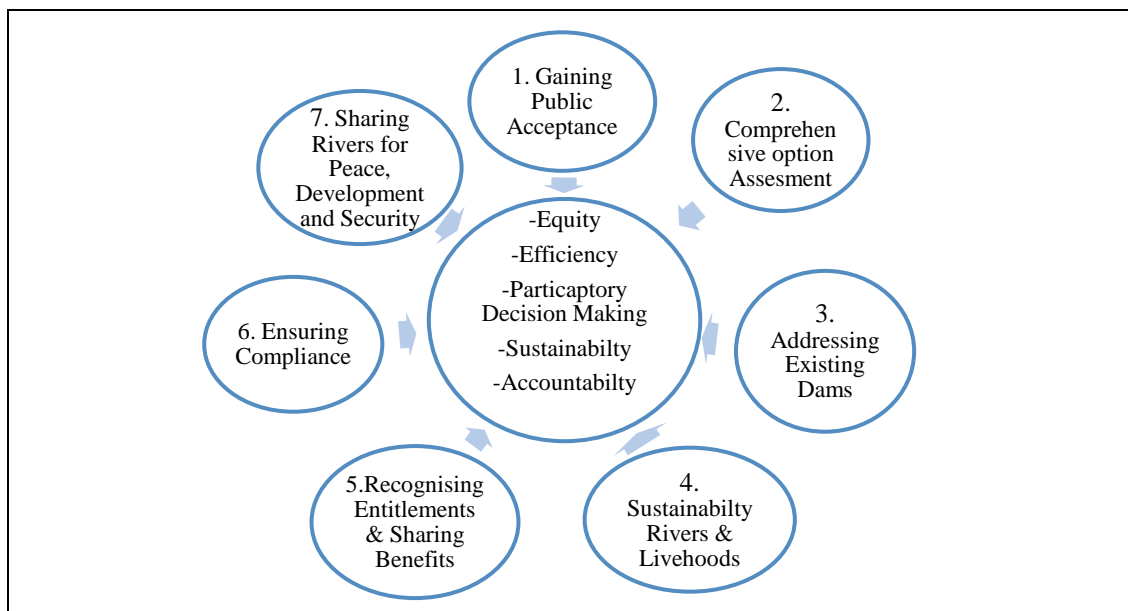 1. Gaining
Public
Acceptance
2.
Comprehen
sive option
Assesment
3.
Addressing
Existing
Dams
4.
Sustainabilty
Rivers &
Livehoods
5.Recognising
Entitlements
& Sharing
Benefits
6. Ensuring
Compliance
7. Sharing
Rivers for
Peace,
Development
and Security
-Equity
-Efficiency
-Particaptory
Decision Making
-Sustainabilty
-Accountabilty